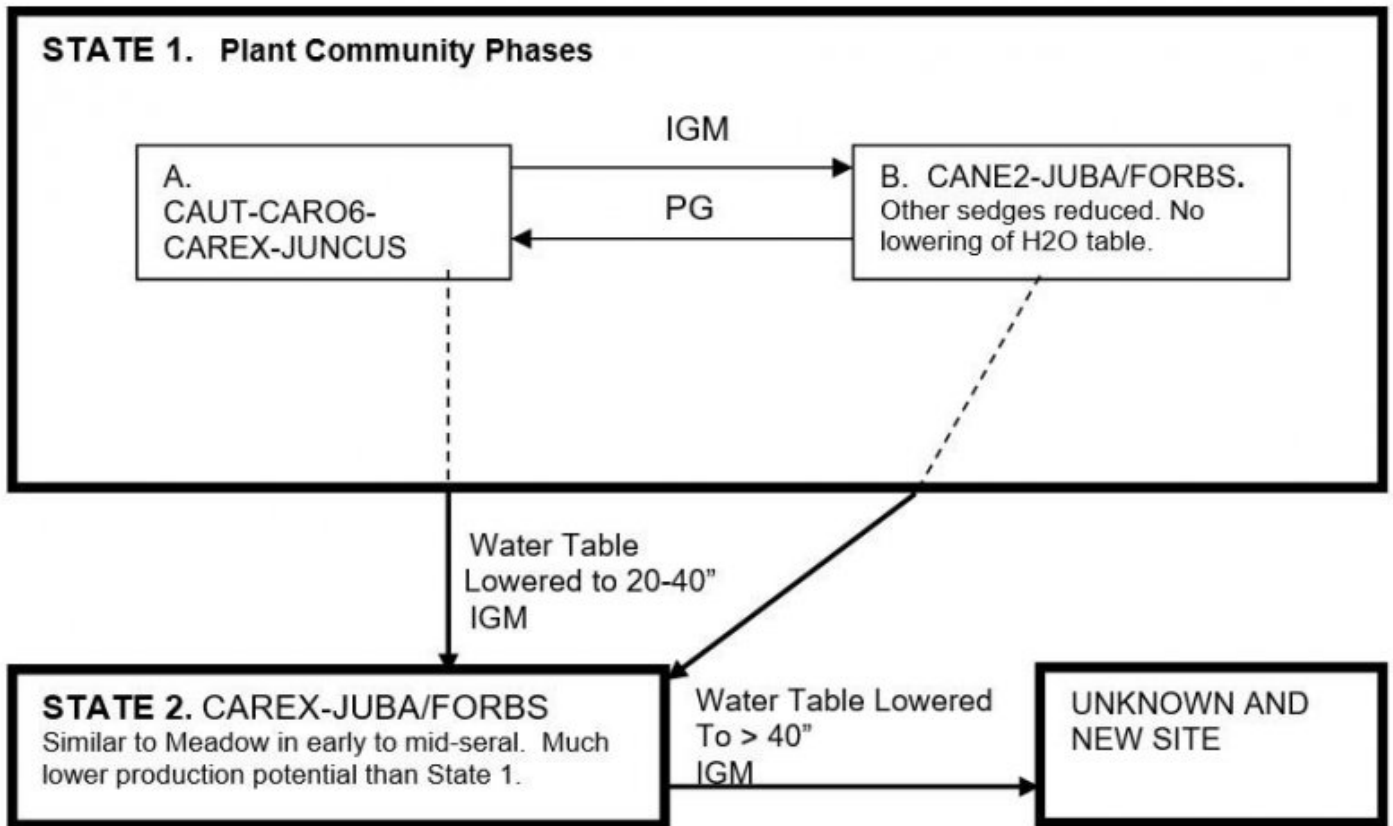 STATE 1. Plant Community Phases
IGM
A.
CAUT-CARO6-
CAREX-JUNCUS
PG
B. CANE2-JUBA/FORBS.
Other sedges reduced. No
lowering of H2O table.
Water Table
Lowered to 20-40”
IGM
STATE 2. CAREX-JUBA/FORBS
Similar to Meadow in early to mid-seral. Much
lower production potential than State 1.
Water Table Lowered
To > 40”
IGM
UNKNOWN AND
NEW SITE